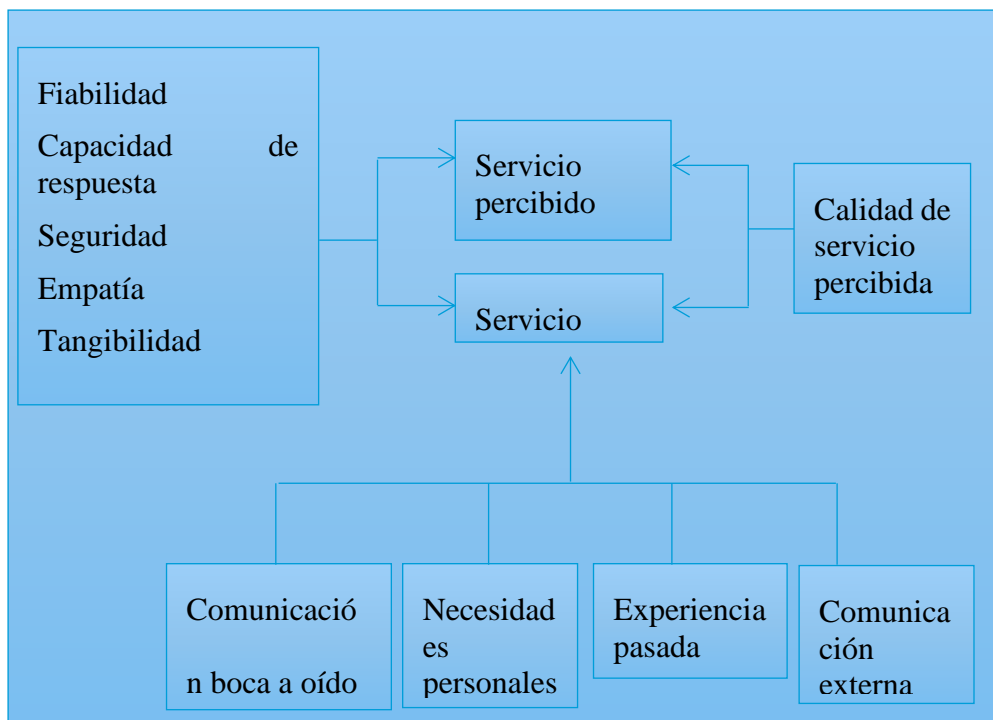 Fiabilidad
Capacidad de
respuesta
Seguridad
Empatía
Tangibilidad
Servicio
percibido
Servicio
Calidad de
servicio
percibida
Comunicació
n boca a oído
Necesidad
es
personales
Experiencia
pasada
Comunica
ción
externa